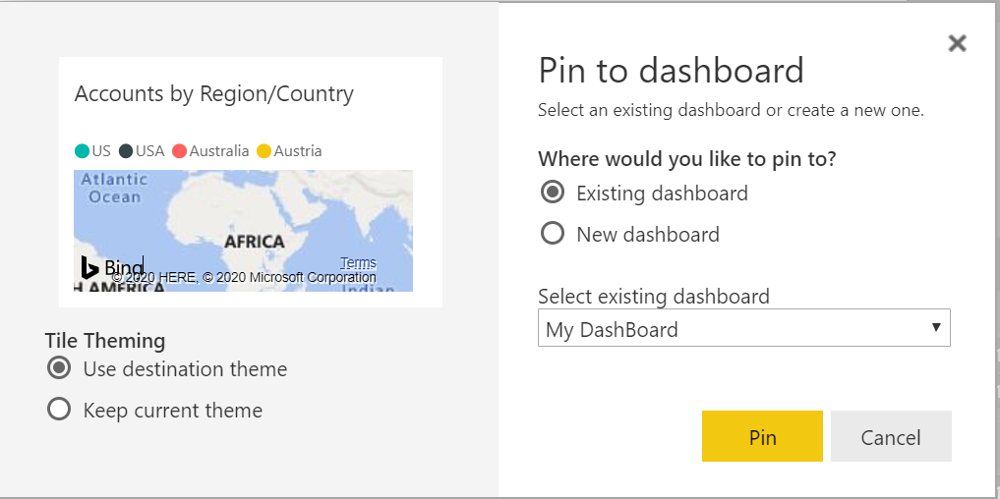 Accounts by Region/Country
US USA Australia Austria
Atlantic
Ocean
AFRICA
Bing
Terms
© 2020 HERE, © 2020 Microsoft Corporation
H AMERICA
Indian
Tile Theming
Use destination theme
Keep current theme
Pin to dashboard
Select an existing dashboard or create a new one.
Where would you like to pin to?
Existing dashboard
New dashboard
Select existing dashboard
My DashBoard
Pin Cancel